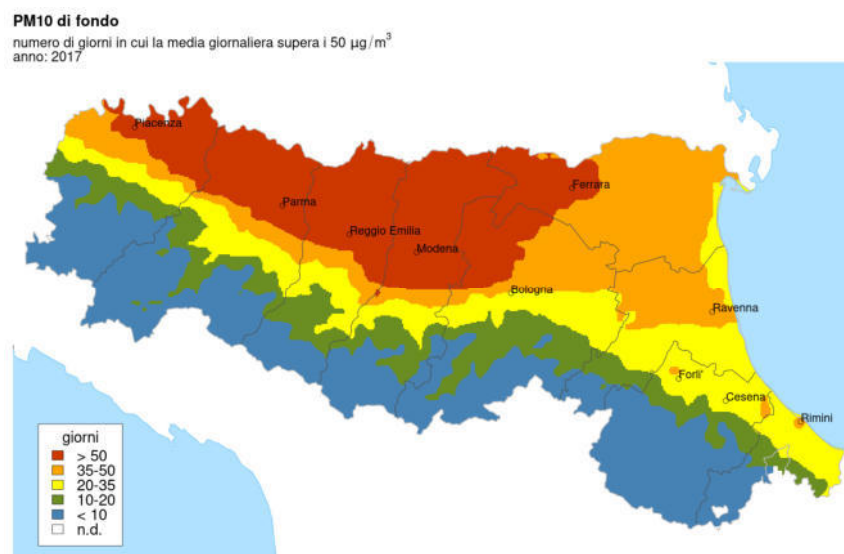 PM10 di fondo
numero di giorni in cui la media giornaliera supera i 50 µg/m³
anno: 2017
Piacenza
Parma
Ferrara
Reggio Emilia
Modena
Bologna
Ravenna
Forli'
Cesena
Rimini
giorni
> 50
35-50
20-35
10-20
< 10
n.d.